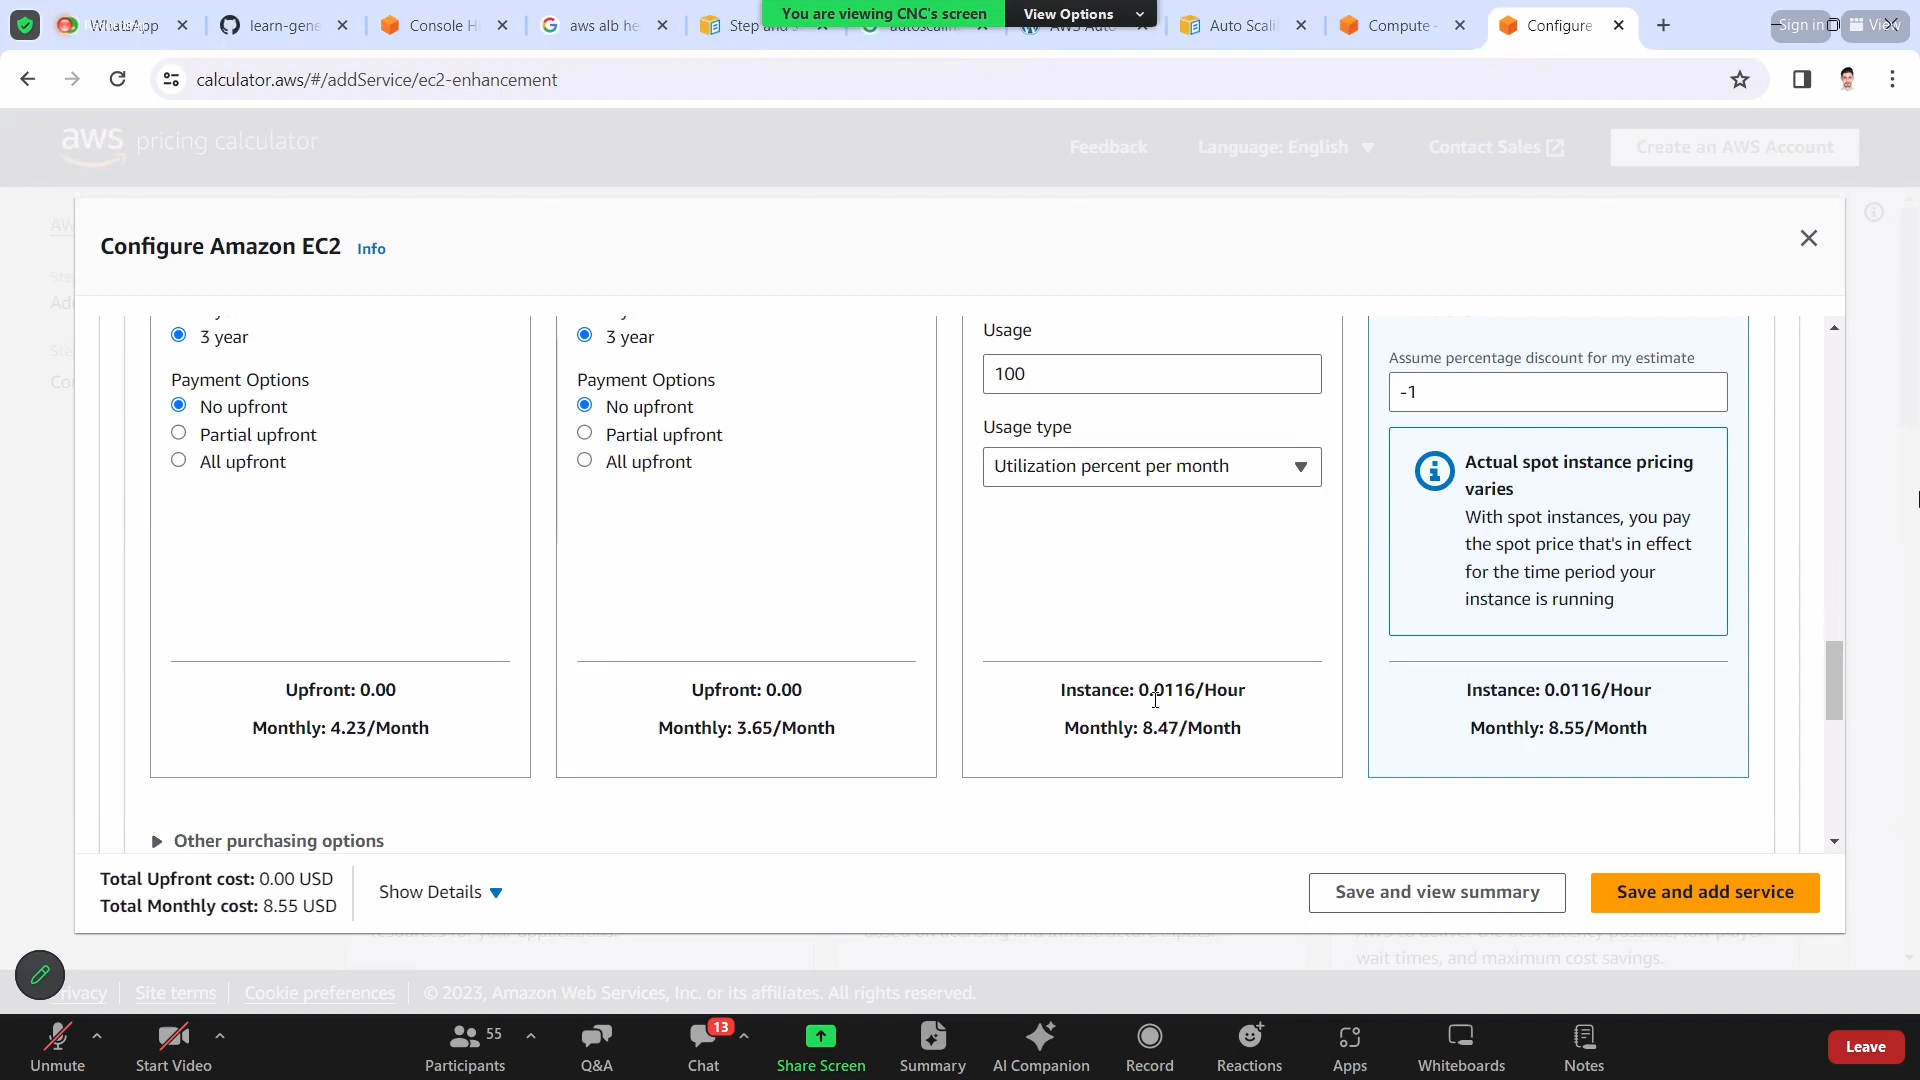 WhatsApp
learn-gene
Console H
aws alb he
Step
You are viewing CNC's screen
View Options
Auto Scali
Compute -
Configure
Sign in
View
calculator.aws/#/addService/ec2-enhancement
aws pricing calculator
Feedback
Language: English
Contact Sales
Create an AWS Account
Configure Amazon EC2
Info
3 year
Payment Options
No upfront
Partial upfront
All upfront
Upfront: 0.00
Monthly: 4.23/Month
3 year
Payment Options
No upfront
Partial upfront
All upfront
Upfront: 0.00
Monthly: 3.65/Month
Usage
100
Usage type
Utilization percent per month
Instance: 0.0116/Hour
Monthly: 8.47/Month
Assume percentage discount for my estimate
-1
Actual spot instance pricing
varies
With spot instances, you pay
the spot price that's in effect
for the time period your
instance is running
Instance: 0.0116/Hour
Monthly: 8.55/Month
Other purchasing options
Total Upfront cost: 0.00 USD
Total Monthly cost: 8.55 USD
Show Details
Save and view summary
Save and add service
wait times, and maximum cost savings.
Site terms
Cookie preferences
© 2023, Amazon Web Services, Inc. or its affiliates. All rights reserved.
Unmute
Start Video
55
Participants
Q&A
13
Chat
Share Screen
Summary
AI Companion
Record
Reactions
Apps
Whiteboards
Notes
Leave